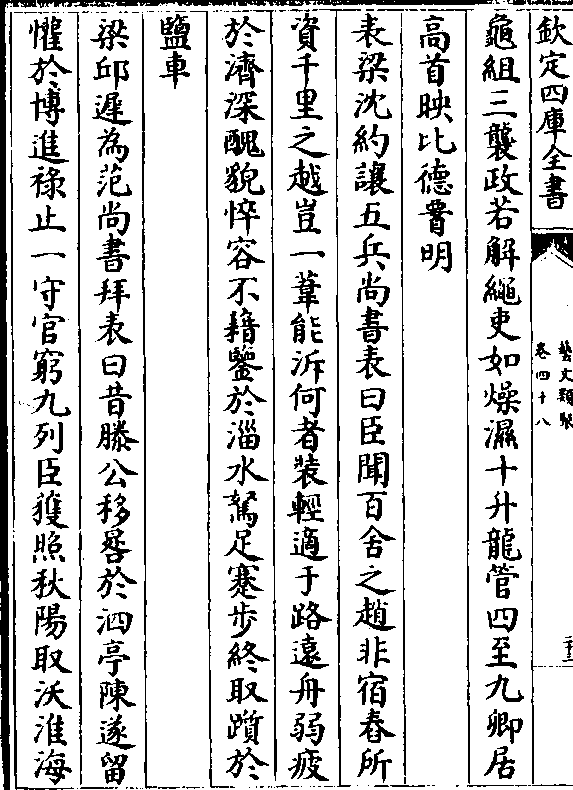 欽定四庫全書
藝文類聚
卷四十八
龜組三襲政若解繩吏如燥濕十升龍管四至九卿居
高首映比德曹明
表梁沈約讓五兵尚書表曰臣聞百舍之趙非宿舂所
資千里之越豈一葦能泝何者裝輕適于路遠舟弱疲
於濟深醜貌悴容不籍鑒於淄水駑足蹇步終取躓於
鹽車
梁邱遲為范尚書拜表曰昔滕公移晷於泗亭陳遂留
懽於博進祿止一守官窮九列臣獲照秋陽取沃淮海